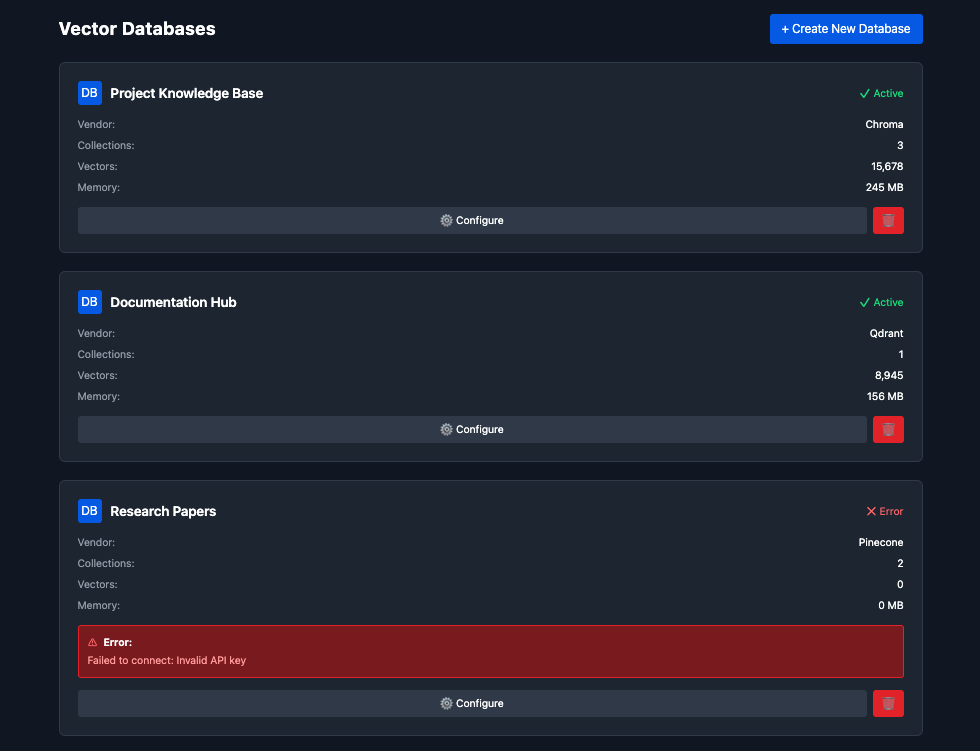 Vector Databases
+ Create New Database
DB Project Knowledge Base ✓ Active
Vendor: Chroma
Collections: 3
Vectors: 15,678
Memory: 245 MB
⚙ Configure
DB Documentation Hub ✓ Active
Vendor: Qdrant
Collections: 1
Vectors: 8,945
Memory: 156 MB
⚙ Configure
DB Research Papers ✕ Error
Vendor: Pinecone
Collections: 2
Vectors: 0
Memory: 0 MB
⚠ Error:
Failed to connect: Invalid API key
⚙ Configure